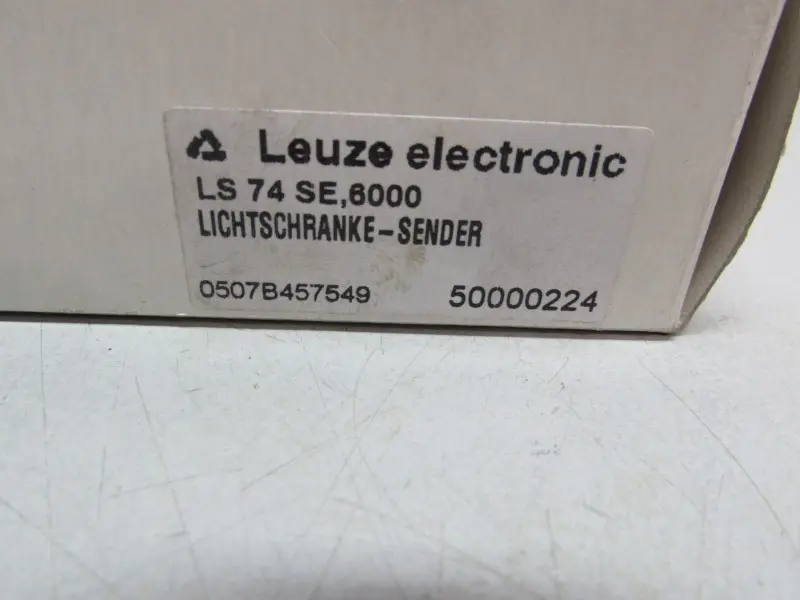 Leuze electronic
LS 74 SE,6000
LICHTSCHRANKE-SENDER
0507B457549 50000224